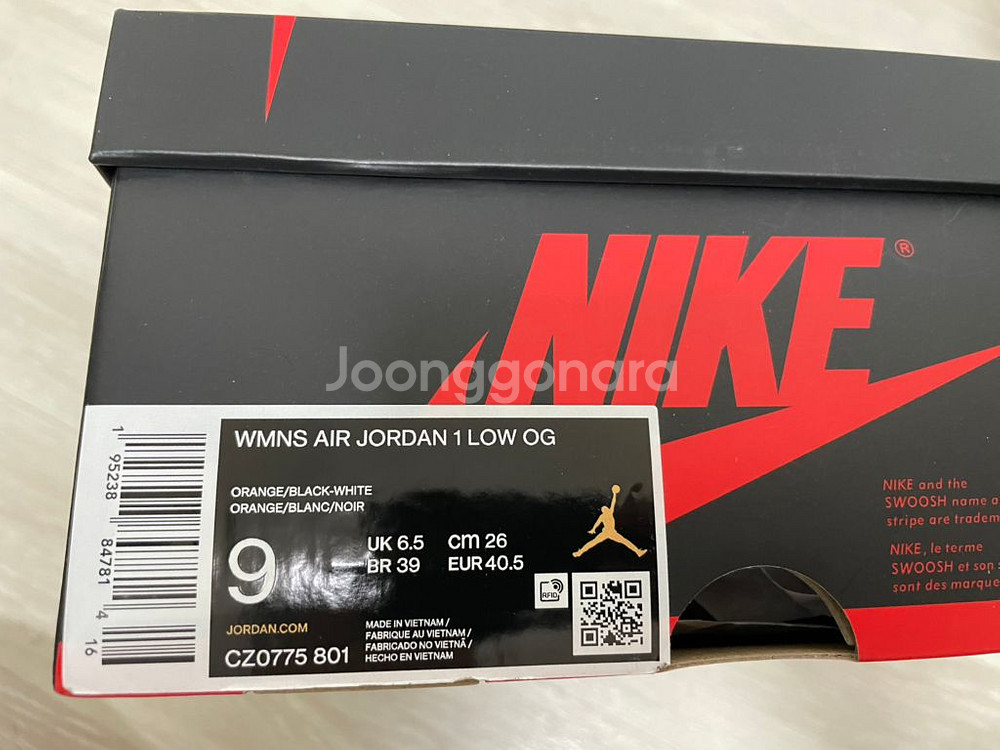 NIKE®
Joonggonara
WMNS AIR JORDAN 1 LOW OG
ORANGE/BLACK-WHITE
ORANGE/BLANC/NOIR
9
UK 6.5 cm 26
BR 39 EUR 40.5
RFID
JORDAN.COM
CZ0775 801
MADE IN VIETNAM /
FABRIQUE AU VIETNAM /
FABRICADO NO VIETNÃ /
HECHO EN VIETNAM
1 95238 84781 4 16
NIKE and the
SWOOSH name a
stripe are tradem
NIKE, le terme
SWOOSH et son
sont des marque